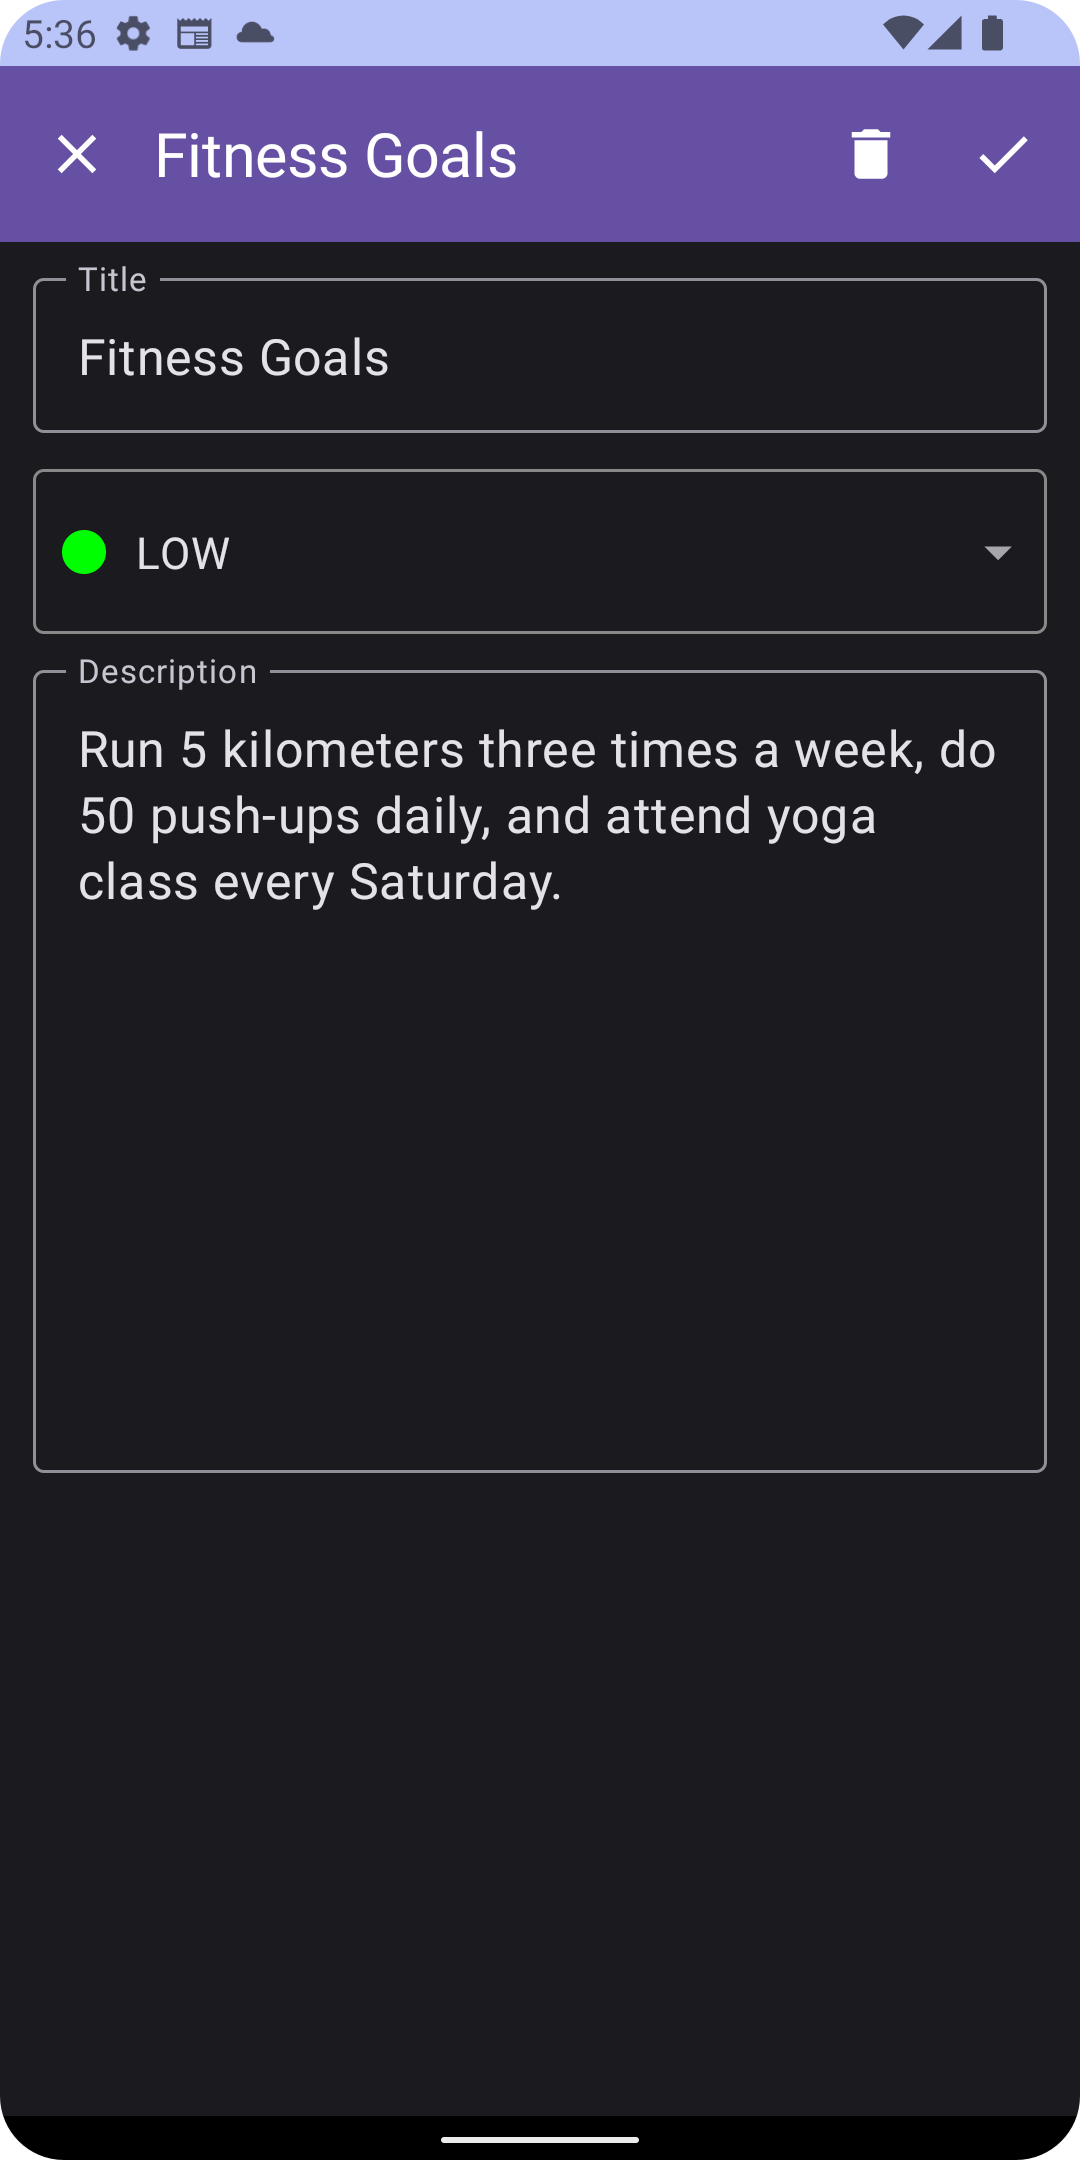 5:36
Fitness Goals
Title
Fitness Goals
LOW
Description
Run 5 kilometers three times a week, do
50 push-ups daily, and attend yoga
class every Saturday.